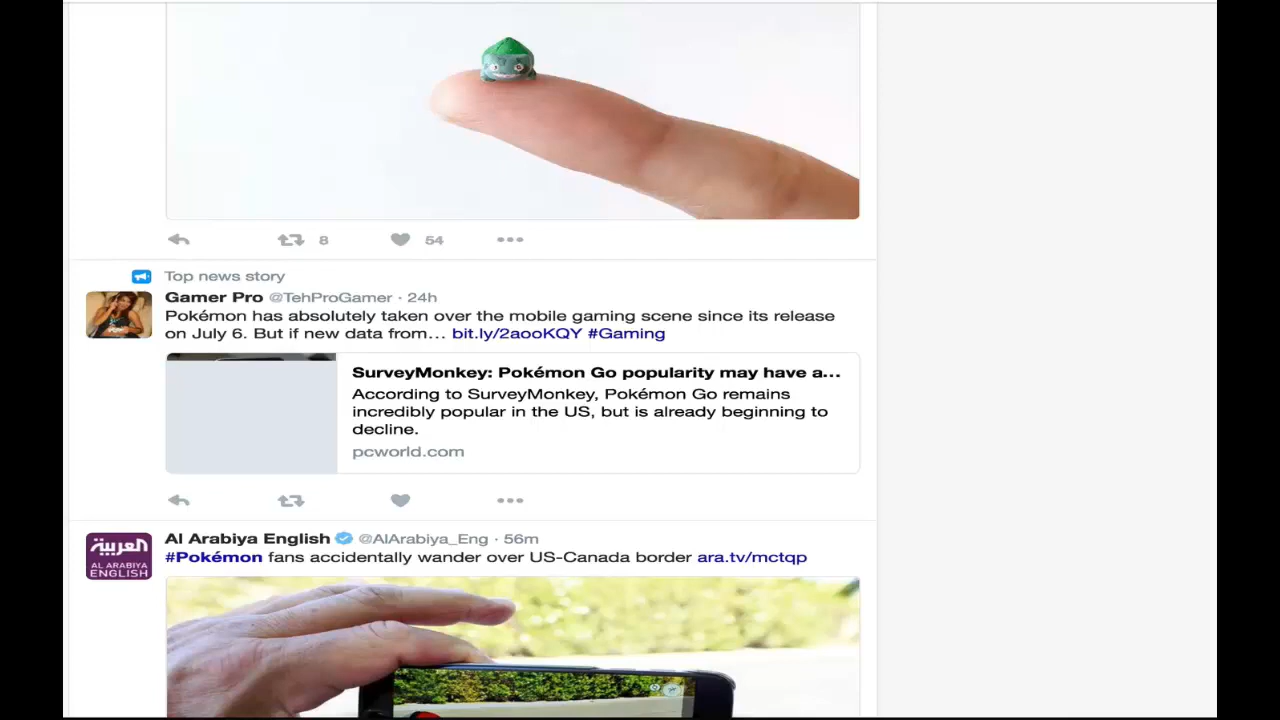 8 54
Top news story
Gamer Pro @TehProGamer · 24h
Pokémon has absolutely taken over the mobile gaming scene since its release
on July 6. But if new data from… bit.ly/2aooKQY #Gaming
SurveyMonkey: Pokémon Go popularity may have a...
According to SurveyMonkey, Pokémon Go remains
incredibly popular in the US, but is already beginning to
decline.
pcworld.com
العربية
AL ARABIYA
ENGLISH
Al Arabiya English @AlArabiya_Eng · 56m
#Pokémon fans accidentally wander over US-Canada border ara.tv/mctqp